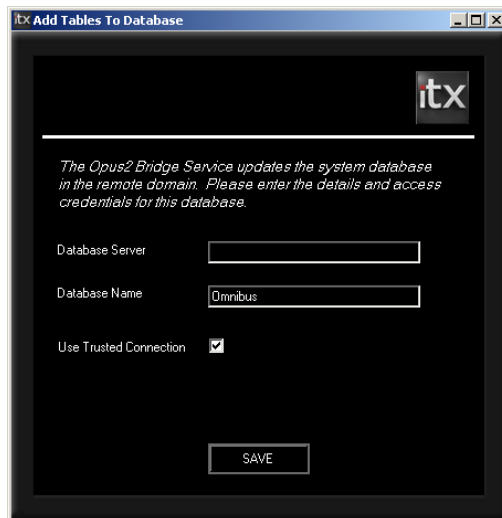 itx Add Tables To Database
itx
The Opus2 Bridge Service updates the system database
in the remote domain. Please enter the details and access
credentials for this database.
Database Server
Database Name
Omnibus
Use Trusted Connection
SAVE